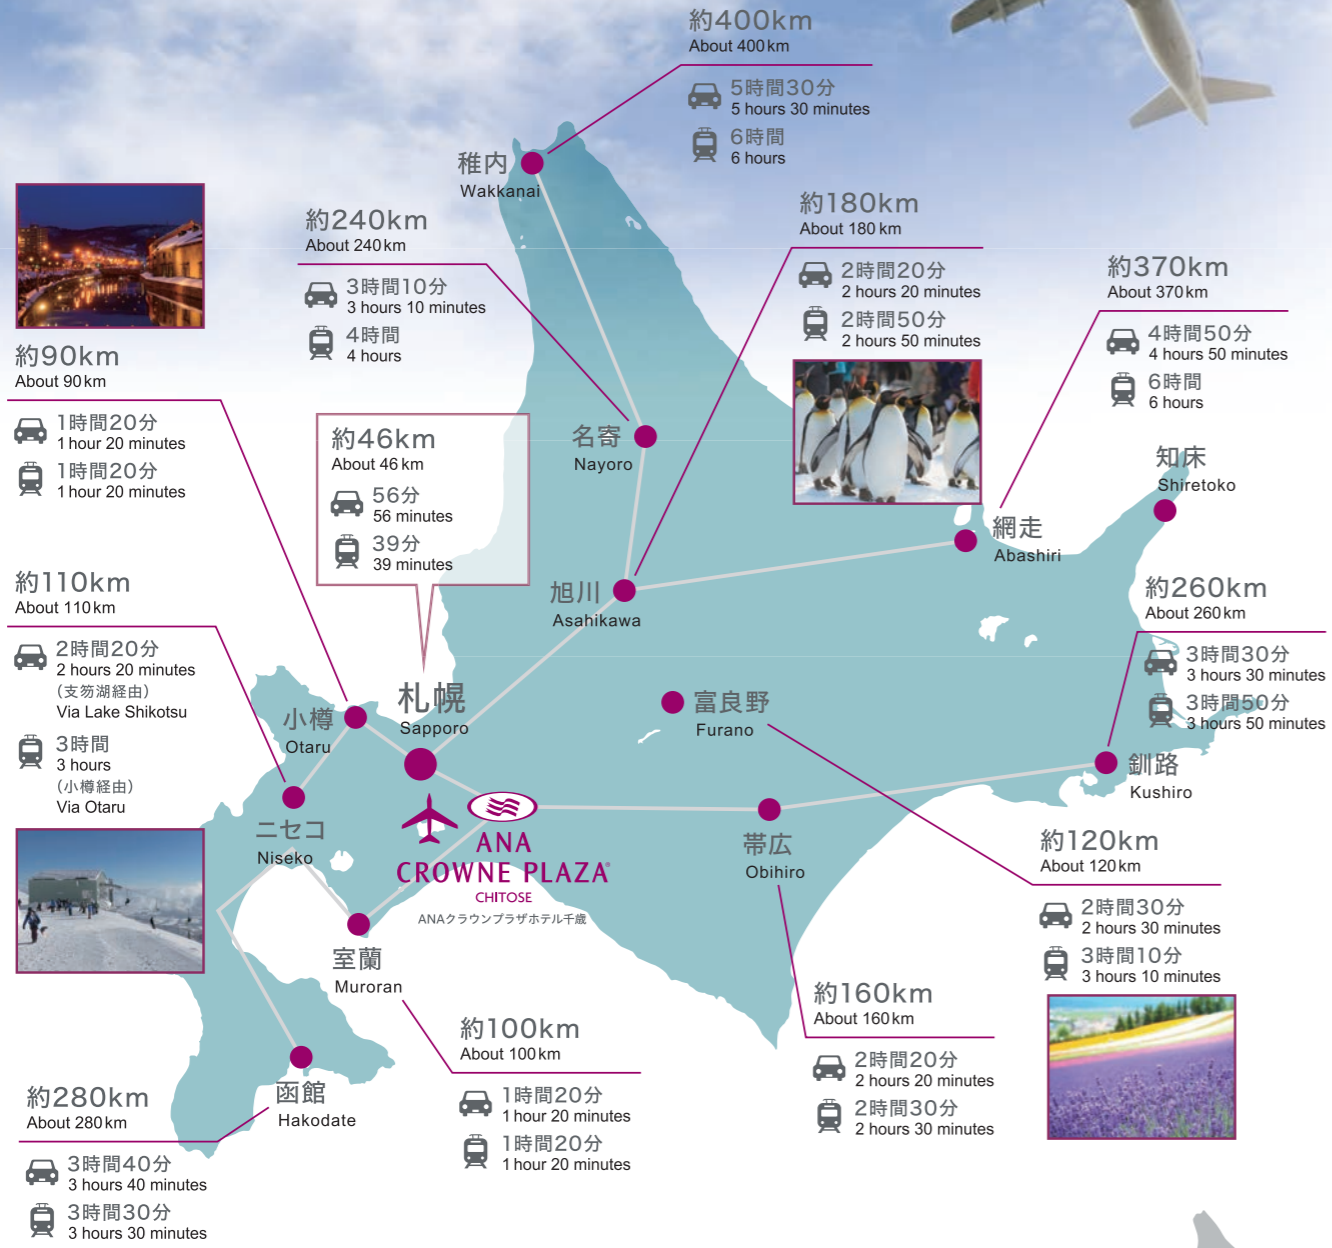 約400km
About 400km
5時間30分
5 hours 30 minutes
6時間
6 hours
稚内
Wakkanai
約240km
About 240km
3時間10分
3 hours 10 minutes
4時間
4 hours
約180km
About 180km
2時間20分
2 hours 20 minutes
2時間50分
2 hours 50 minutes
約370km
About 370km
4時間50分
4 hours 50 minutes
6時間
6 hours
約90km
About 90km
1時間20分
1 hour 20 minutes
1時間20分
1 hour 20 minutes
約46km
About 46km
56分
56 minutes
39分
39 minutes
名寄
Nayoro
知床
Shiretoko
網走
Abashiri
旭川
Asahikawa
約110km
About 110km
2時間20分
2 hours 20 minutes
(支笏湖経由)
Via Lake Shikotsu
3時間
3 hours
(小樽経由)
Via Otaru
約260km
About 260km
3時間30分
3 hours 30 minutes
3時間50分
3 hours 50 minutes
小樽
Otaru
札幌
Sapporo
富良野
Furano
釧路
Kushiro
ニセコ
Niseko
ANA
CROWNE PLAZA®
CHITOSE
ANAクラウンプラザホテル千歳
帯広
Obihiro
約120km
About 120km
2時間30分
2 hours 30 minutes
3時間10分
3 hours 10 minutes
室蘭
Muroran
約100km
About 100km
1時間20分
1 hour 20 minutes
1時間20分
1 hour 20 minutes
約160km
About 160km
2時間20分
2 hours 20 minutes
2時間30分
2 hours 30 minutes
函館
Hakodate
約280km
About 280km
3時間40分
3 hours 40 minutes
3時間30分
3 hours 30 minutes